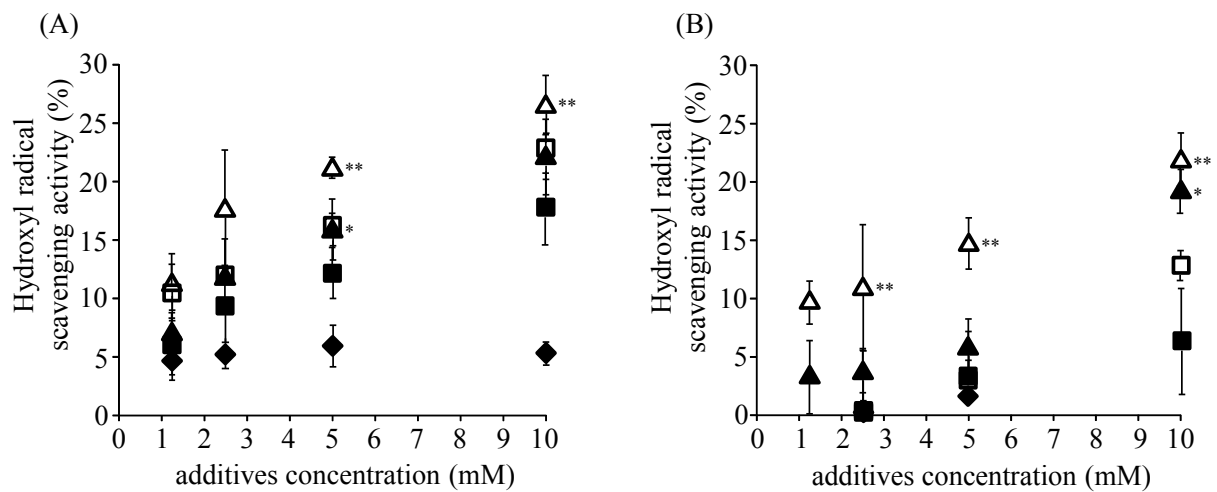 (A)
Hydroxyl radical
scavenging activity (%)
30
25
20
15
10
5
0
**
**
*
0 1 2 3 4 5 6 7 8 9 10
additives concentration (mM)
(B)
Hydroxyl radical
scavenging activity (%)
30
25
20
15
10
5
0
**
*
**
**
0 1 2 3 4 5 6 7 8 9 10
additives concentration (mM)